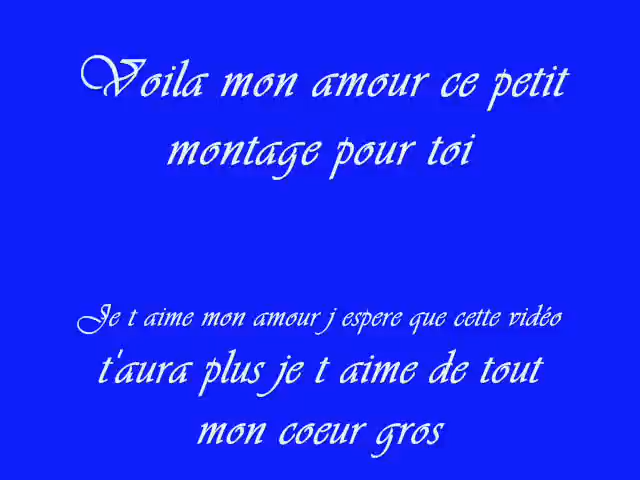 Voila mon amour ce petit
montage pour toi
Je t aime mon amour j espere que cette vidéo
t'aura plus je t aime de tout
mon coeur gros